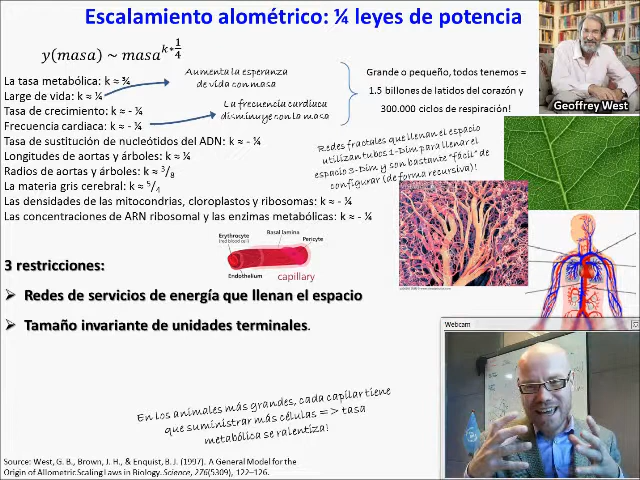 Escalamiento alométrico: ¼ leyes de potencia
y(masa) ~ masa^k*1/4
La tasa metabólica: k ≈ ¾
Large de vida: k ≈ ¼
Tasa de crecimiento: k ≈ - ¼
Frecuencia cardiaca: k ≈ - ¼
Tasa de sustitución de nucleótidos del ADN: k ≈ - ¼
Longitudes de aortas y árboles: k ≈ ¼
Radios de aortas y árboles: k ≈ 3/8
La materia gris cerebral: k ≈ 5/4
Las densidades de las mitocondrias, cloroplastos y ribosomas: k ≈ - ¼
Las concentraciones de ARN ribosomal y las enzimas metabólicas: k ≈ - ¼
Aumenta la esperanza
de vida con masa
La frecuencia cardiaca
disminuye con la masa
Grande o pequeño, todos tenemos ≈
1.5 billones de latidos del corazón y
300.000 ciclos de respiración!
Geoffrey West
Redes fractales que llenan el espacio
utilizan tubos 1-Dim para llenar el
espacio 3-Dim y son bastante "fácil" de
configurar (de forma recursiva)!
3 restricciones:
Redes de servicios de energía que llenan el espacio
Tamaño invariante de unidades terminales.
Erythrocyte
(red blood cell)
Basal lamina
Pericyte
Endothelium
capillary
Webcam
En los animales más grandes, cada capilar tiene
que suministrar más células => tasa
metabólica se ralentiza!
Source: West, G. B., Brown, J. H., & Enquist, B. J. (1997). A General Model for the
Origin of Allometric Scaling Laws in Biology. Science, 276(5309), 122–126.